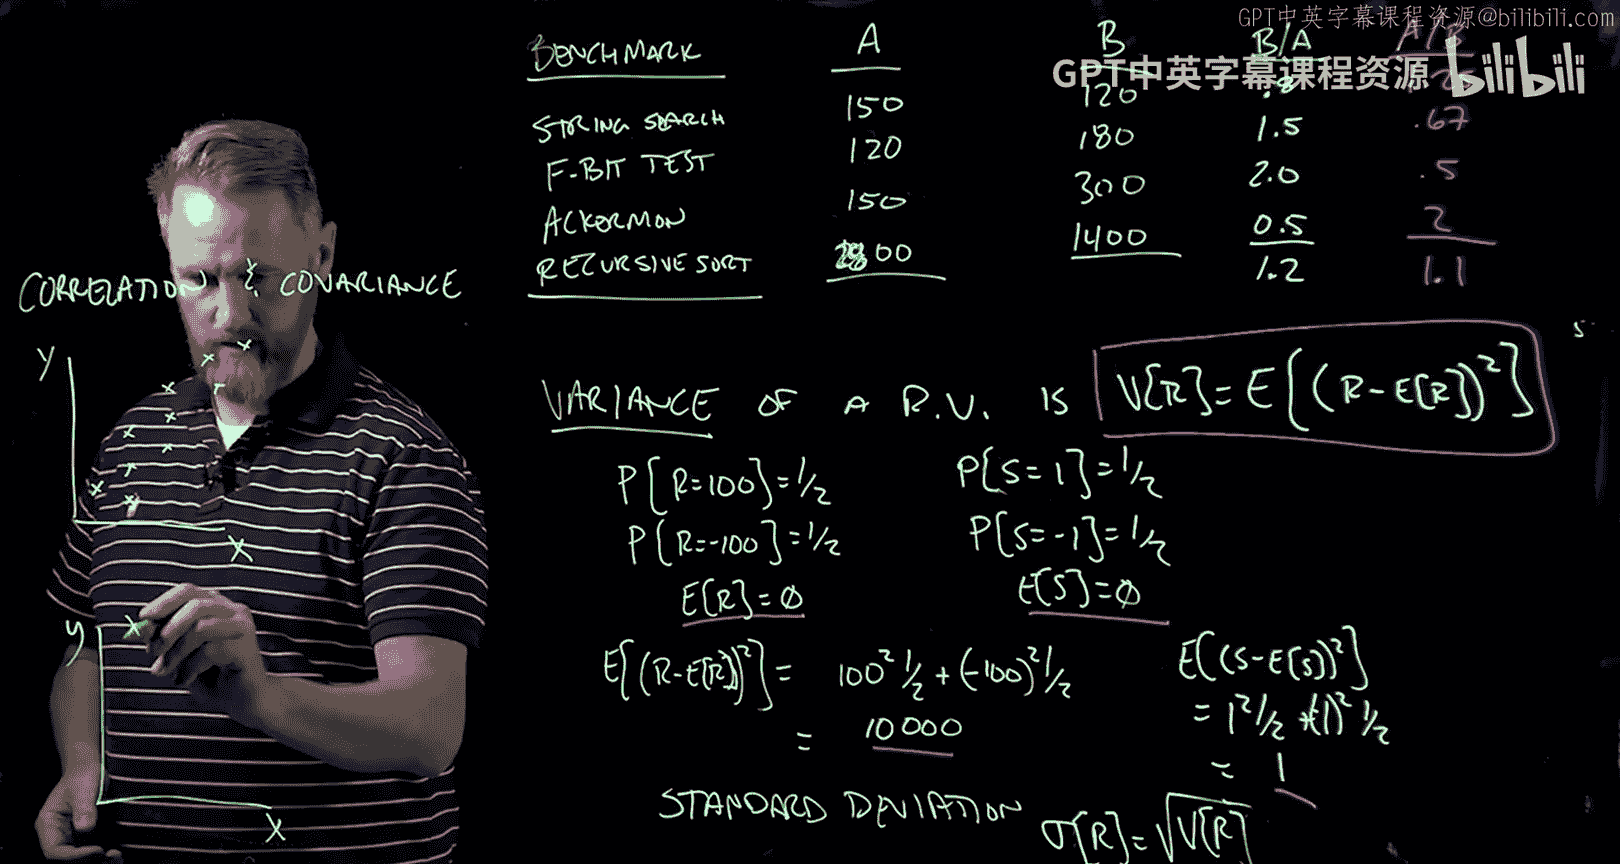 GPT中英字幕课程资源@bilibili.com
GPT中英字幕课程资源 bilibili
BENCHMARK A B B/A A/B
STRING SEARCH 150 120 .8
F-BIT TEST 120 180 1.5 .67
ACKERMON 150 300 2.0 .5
RECURSIVE SORT 1400 0.5 2
1.2 1.1
CORRELATION & COVARIANCE
Y
X
y
X
VARIANCE OF A R.V. IS V[R]=E[(R-E[R])²]
P[R=100]=1/2 P[S=1]=1/2
P[R=-100]=1/2 P[S=-1]=1/2
E[R]=0 E[S]=0
E[(R-E[R])²]= 100² 1/2 + (-100)² 1/2
= 10000
E[(S-E[S])²]
= 1² 1/2 + (-1)² 1/2
= 1
STANDARD DEVIATION σ[R]=√V[R]